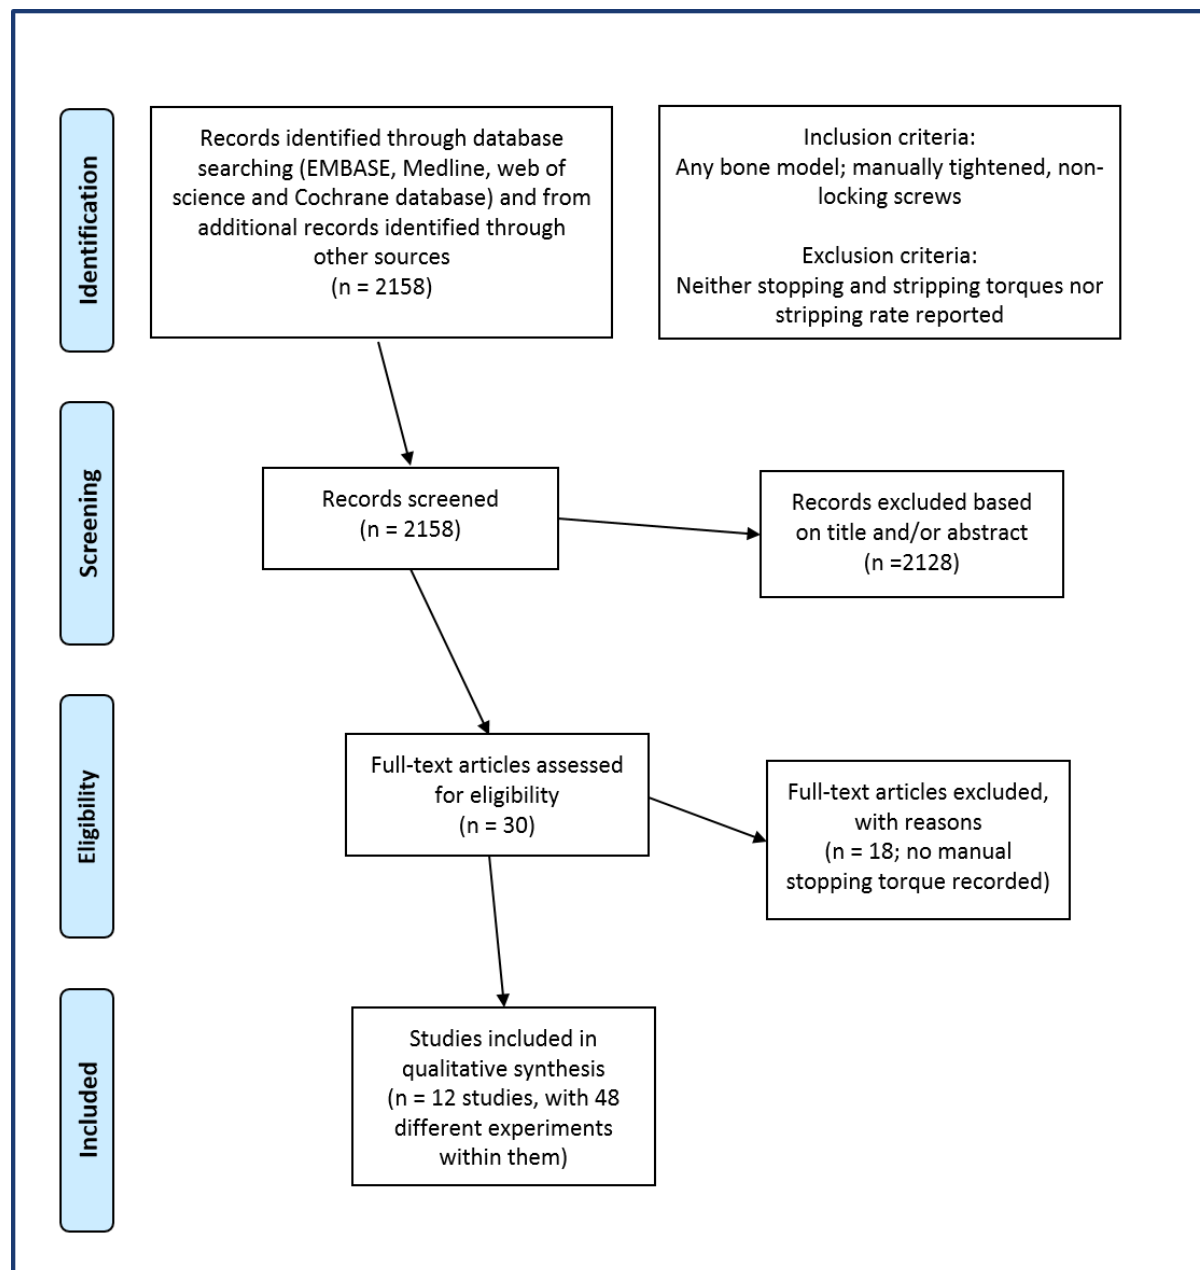 Identification
Records identified through database
searching (EMBASE, Medline, web of
science and Cochrane database) and from
additional records identified through
other sources
(n = 2158)
Inclusion criteria:
Any bone model; manually tightened, non-
locking screws
Exclusion criteria:
Neither stopping and stripping torques nor
stripping rate reported
Screening
Records screened
(n = 2158)
Records excluded based
on title and/or abstract
(n =2128)
Eligibility
Full-text articles assessed
for eligibility
(n = 30)
Full-text articles excluded,
with reasons
(n = 18; no manual
stopping torque recorded)
Included
Studies included in
qualitative synthesis
(n = 12 studies, with 48
different experiments
within them)